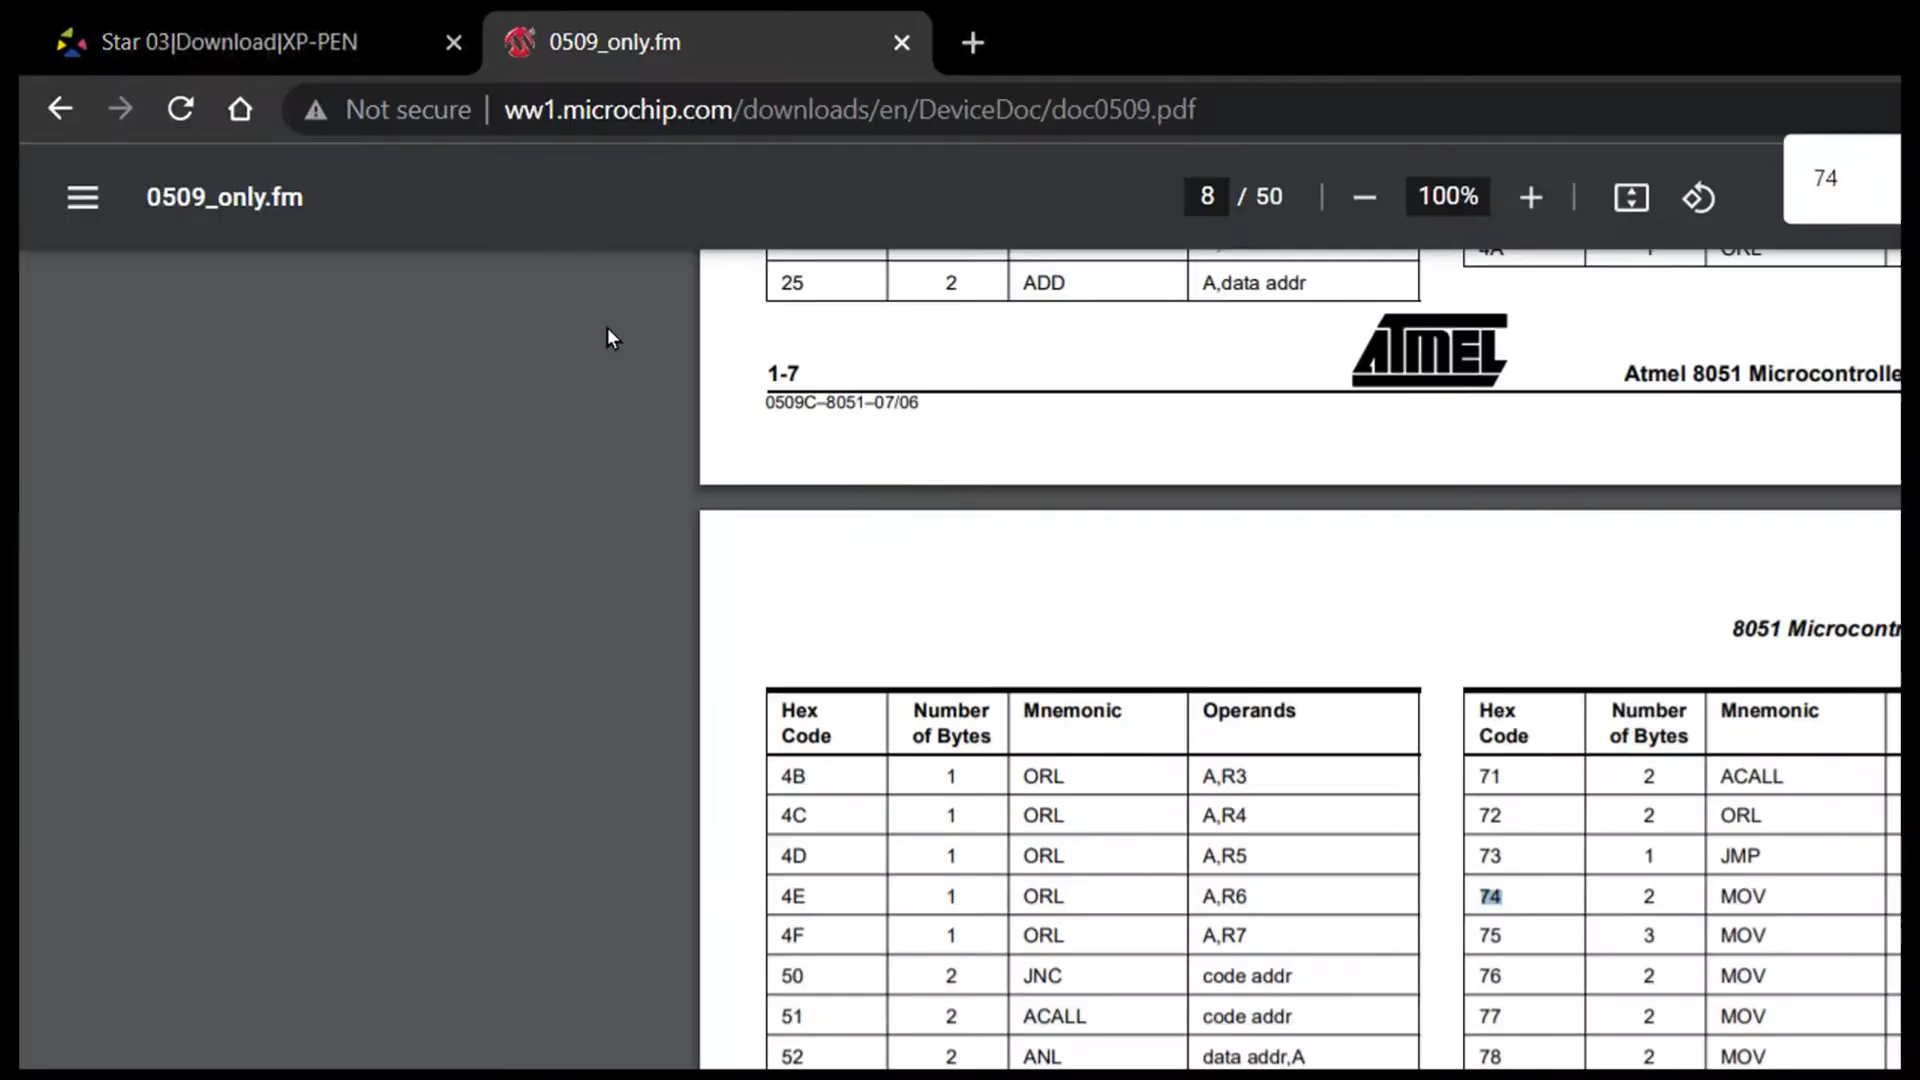 Star 03|Download|XP-PEN
0509_only.fm
Not secure
ww1.microchip.com/downloads/en/DeviceDoc/doc0509.pdf
0509_only.fm
8 / 50
100%
74
25 2 ADD A,data addr
4A 1 ORL
ATMEL
1-7
Atmel 8051 Microcontrolle
0509C–8051–07/06
8051 Microcontr
Hex Code Number of Bytes Mnemonic Operands
4B 1 ORL A,R3
4C 1 ORL A,R4
4D 1 ORL A,R5
4E 1 ORL A,R6
4F 1 ORL A,R7
50 2 JNC code addr
51 2 ACALL code addr
52 2 ANL data addr,A
Hex Code Number of Bytes Mnemonic
71 2 ACALL
72 2 ORL
73 1 JMP
74 2 MOV
75 3 MOV
76 2 MOV
77 2 MOV
78 2 MOV